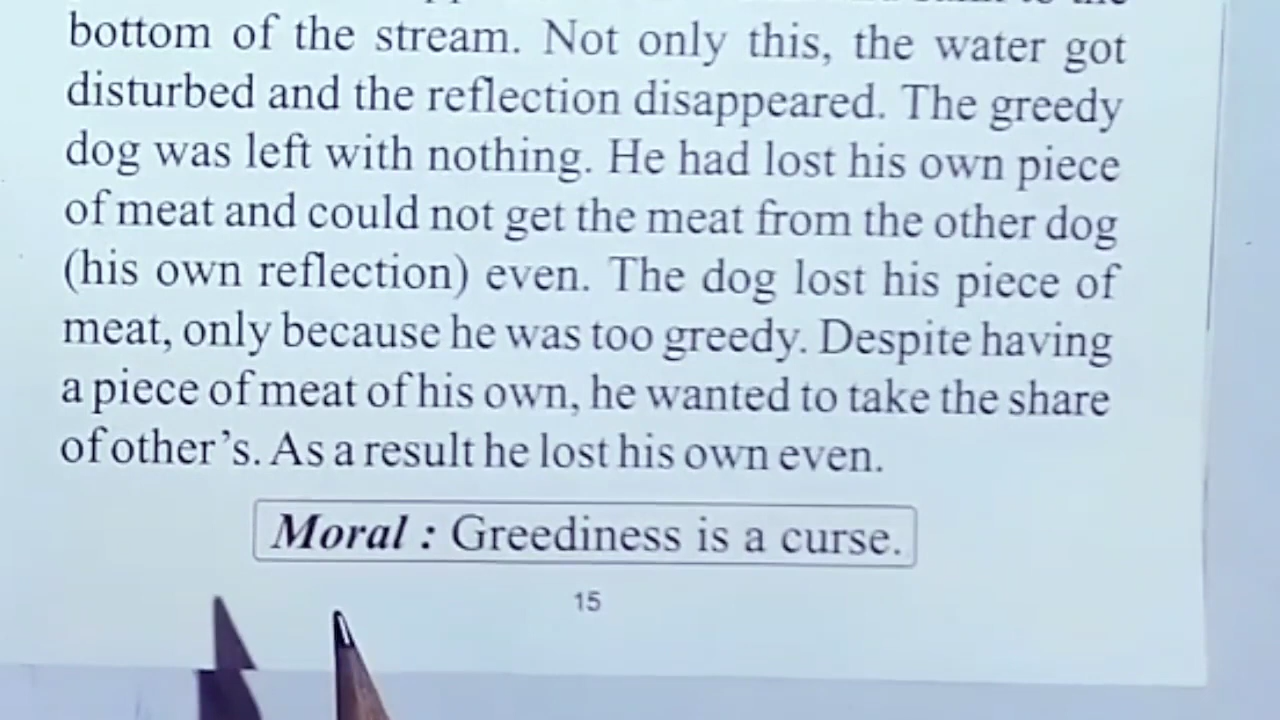 the
bottom of the stream. Not only this, the water got
disturbed and the reflection disappeared. The greedy
dog was left with nothing. He had lost his own piece
of meat and could not get the meat from the other dog
(his own reflection) even. The dog lost his piece of
meat, only because he was too greedy. Despite having
a piece of meat of his own, he wanted to take the share
of other’s. As a result he lost his own even.
Moral : Greediness is a curse.
15